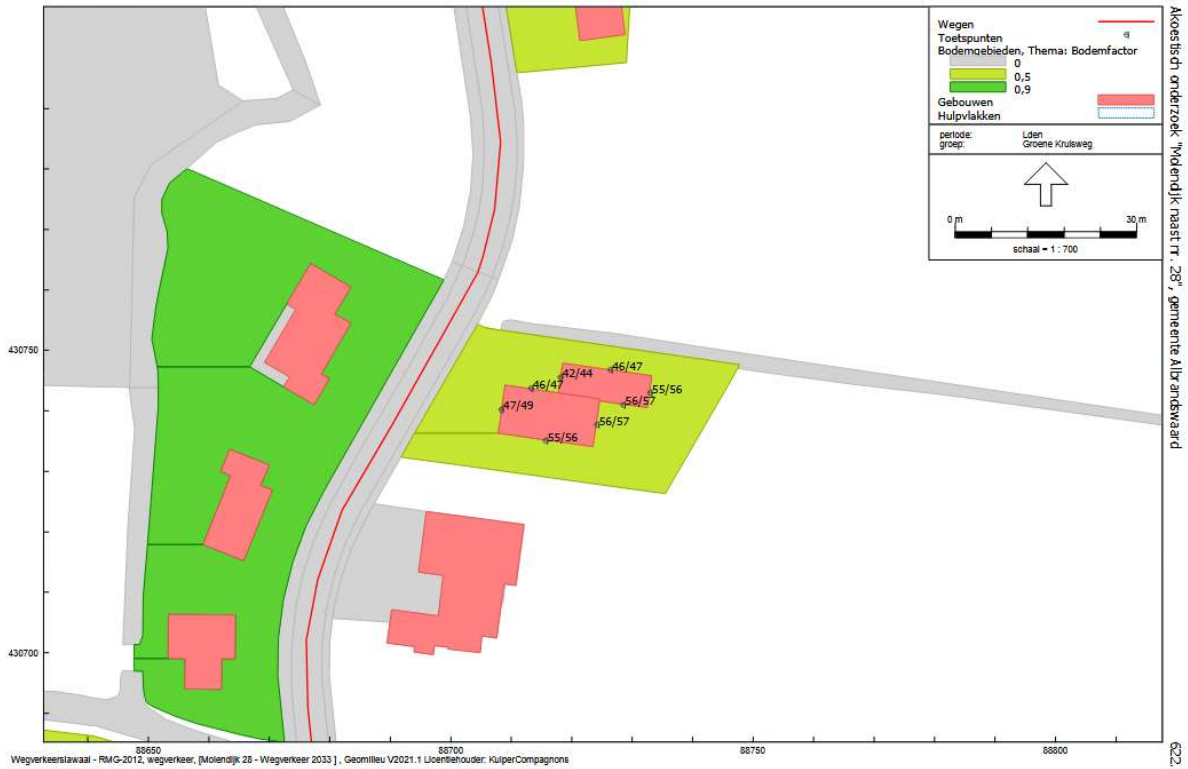 Wegen
Toetspunten
Bodemgebieden, Thema: Bodemfactor
0
0,5
0,9
Gebouwen
Hulpvlakken
periode: Lden
groep: Groene Kruisweg
0 m 30 m
schaal = 1 : 700
Akoestisch onderzoek "Molendijk naast nr. 28", gemeente Albrandswaard
430750
42/44
46/47
46/47
55/56
47/49
56/57
56/57
55/56
430700
88650 88700 88750 88800
622.
Wegverkeerslawaai - RMG-2012, wegverkeer, [Molendijk 28 - Wegverkeer 2033 ] , Geomilieu V2021.1 Licentiehouder: KuiperCompagnons